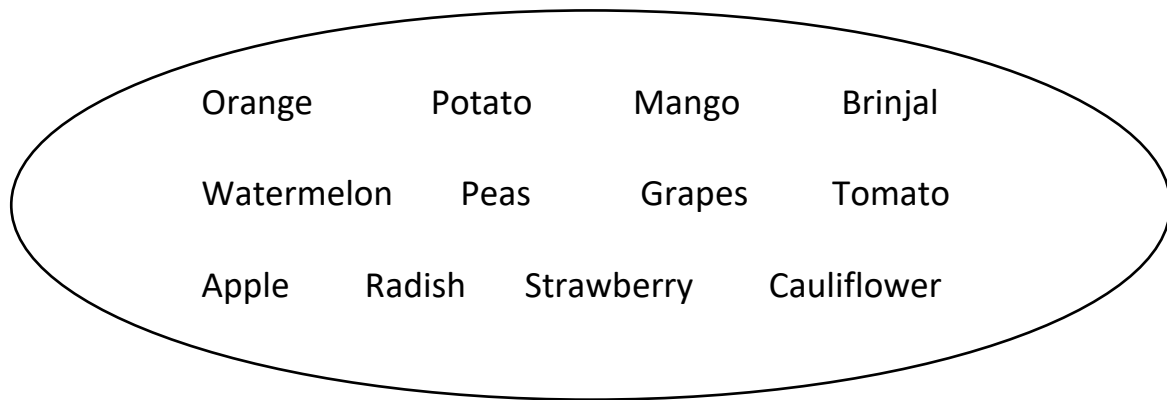 Orange Potato Mango Brinjal
Watermelon Peas Grapes Tomato
Apple Radish Strawberry Cauliflower